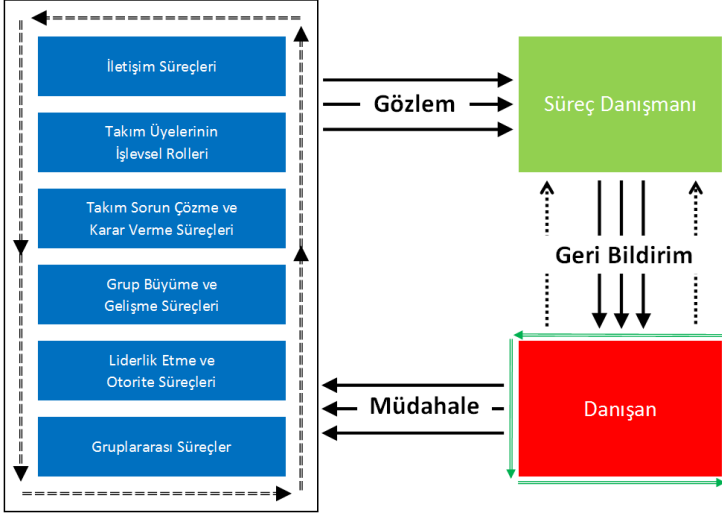 İletişim Süreçleri
Takım Üyelerinin
İşlevsel Rolleri
Takım Sorun Çözme ve
Karar Verme Süreçleri
Grup Büyüme ve
Gelişme Süreçleri
Liderlik Etme ve
Otorite Süreçleri
Gruplararası Süreçler
Gözlem
Süreç Danışmanı
Geri Bildirim
Müdahale
Danışan